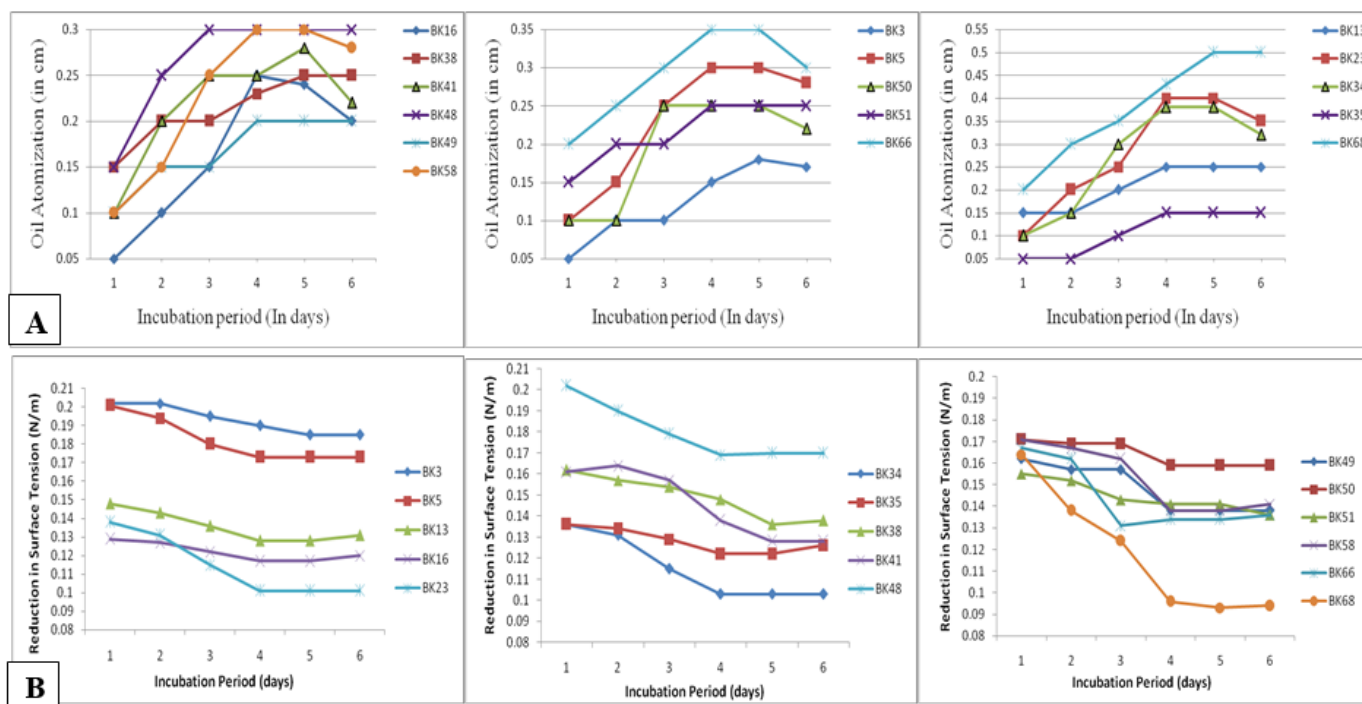 Oil Atomization (in cm)
0.3
0.25
0.2
0.15
0.1
0.05
1 2 3 4 5 6
Incubation period (In days)
BK16
BK38
BK41
BK48
BK49
BK58
Oil Atomization (in cm)
0.35
0.3
0.25
0.2
0.15
0.1
0.05
1 2 3 4 5 6
Incubation period (In days)
BK3
BK5
BK50
BK51
BK66
Oil Atomization (in cm)
0.55
0.5
0.45
0.4
0.35
0.3
0.25
0.2
0.15
0.1
0.05
1 2 3 4 5 6
Incubation period (In days)
BK13
BK23
BK34
BK35
BK68
A
Reduction in Surface Tension (N/m)
0.21
0.2
0.19
0.18
0.17
0.16
0.15
0.14
0.13
0.12
0.11
0.1
0.09
0.08
1 2 3 4 5 6
Incubation Period (days)
BK3
BK5
BK13
BK16
BK23
Reduction in Surface Tension (N/m)
0.21
0.2
0.19
0.18
0.17
0.16
0.15
0.14
0.13
0.12
0.11
0.1
0.09
0.08
1 2 3 4 5 6
Incubation Period (days)
BK34
BK35
BK38
BK41
BK48
Reduction in Surface Tension (N/m)
0.2
0.19
0.18
0.17
0.16
0.15
0.14
0.13
0.12
0.11
0.1
0.09
0.08
1 2 3 4 5 6
Incubation Period (days)
BK49
BK50
BK51
BK58
BK66
BK68
B